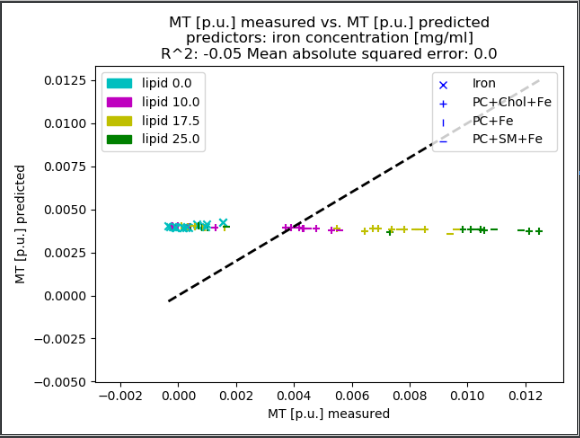 MT [p.u.] measured vs. MT [p.u.] predicted
predictors: iron concentration [mg/ml]
R^2: -0.05 Mean absolute squared error: 0.0
lipid 0.0
lipid 10.0
lipid 17.5
lipid 25.0
Iron
PC+Chol+Fe
PC+Fe
PC+SM+Fe
MT [p.u.] predicted
0.0125
0.0100
0.0075
0.0050
0.0025
0.0000
−0.0025
−0.0050
−0.002
0.000
0.002
0.004
0.006
0.008
0.010
0.012
MT [p.u.] measured